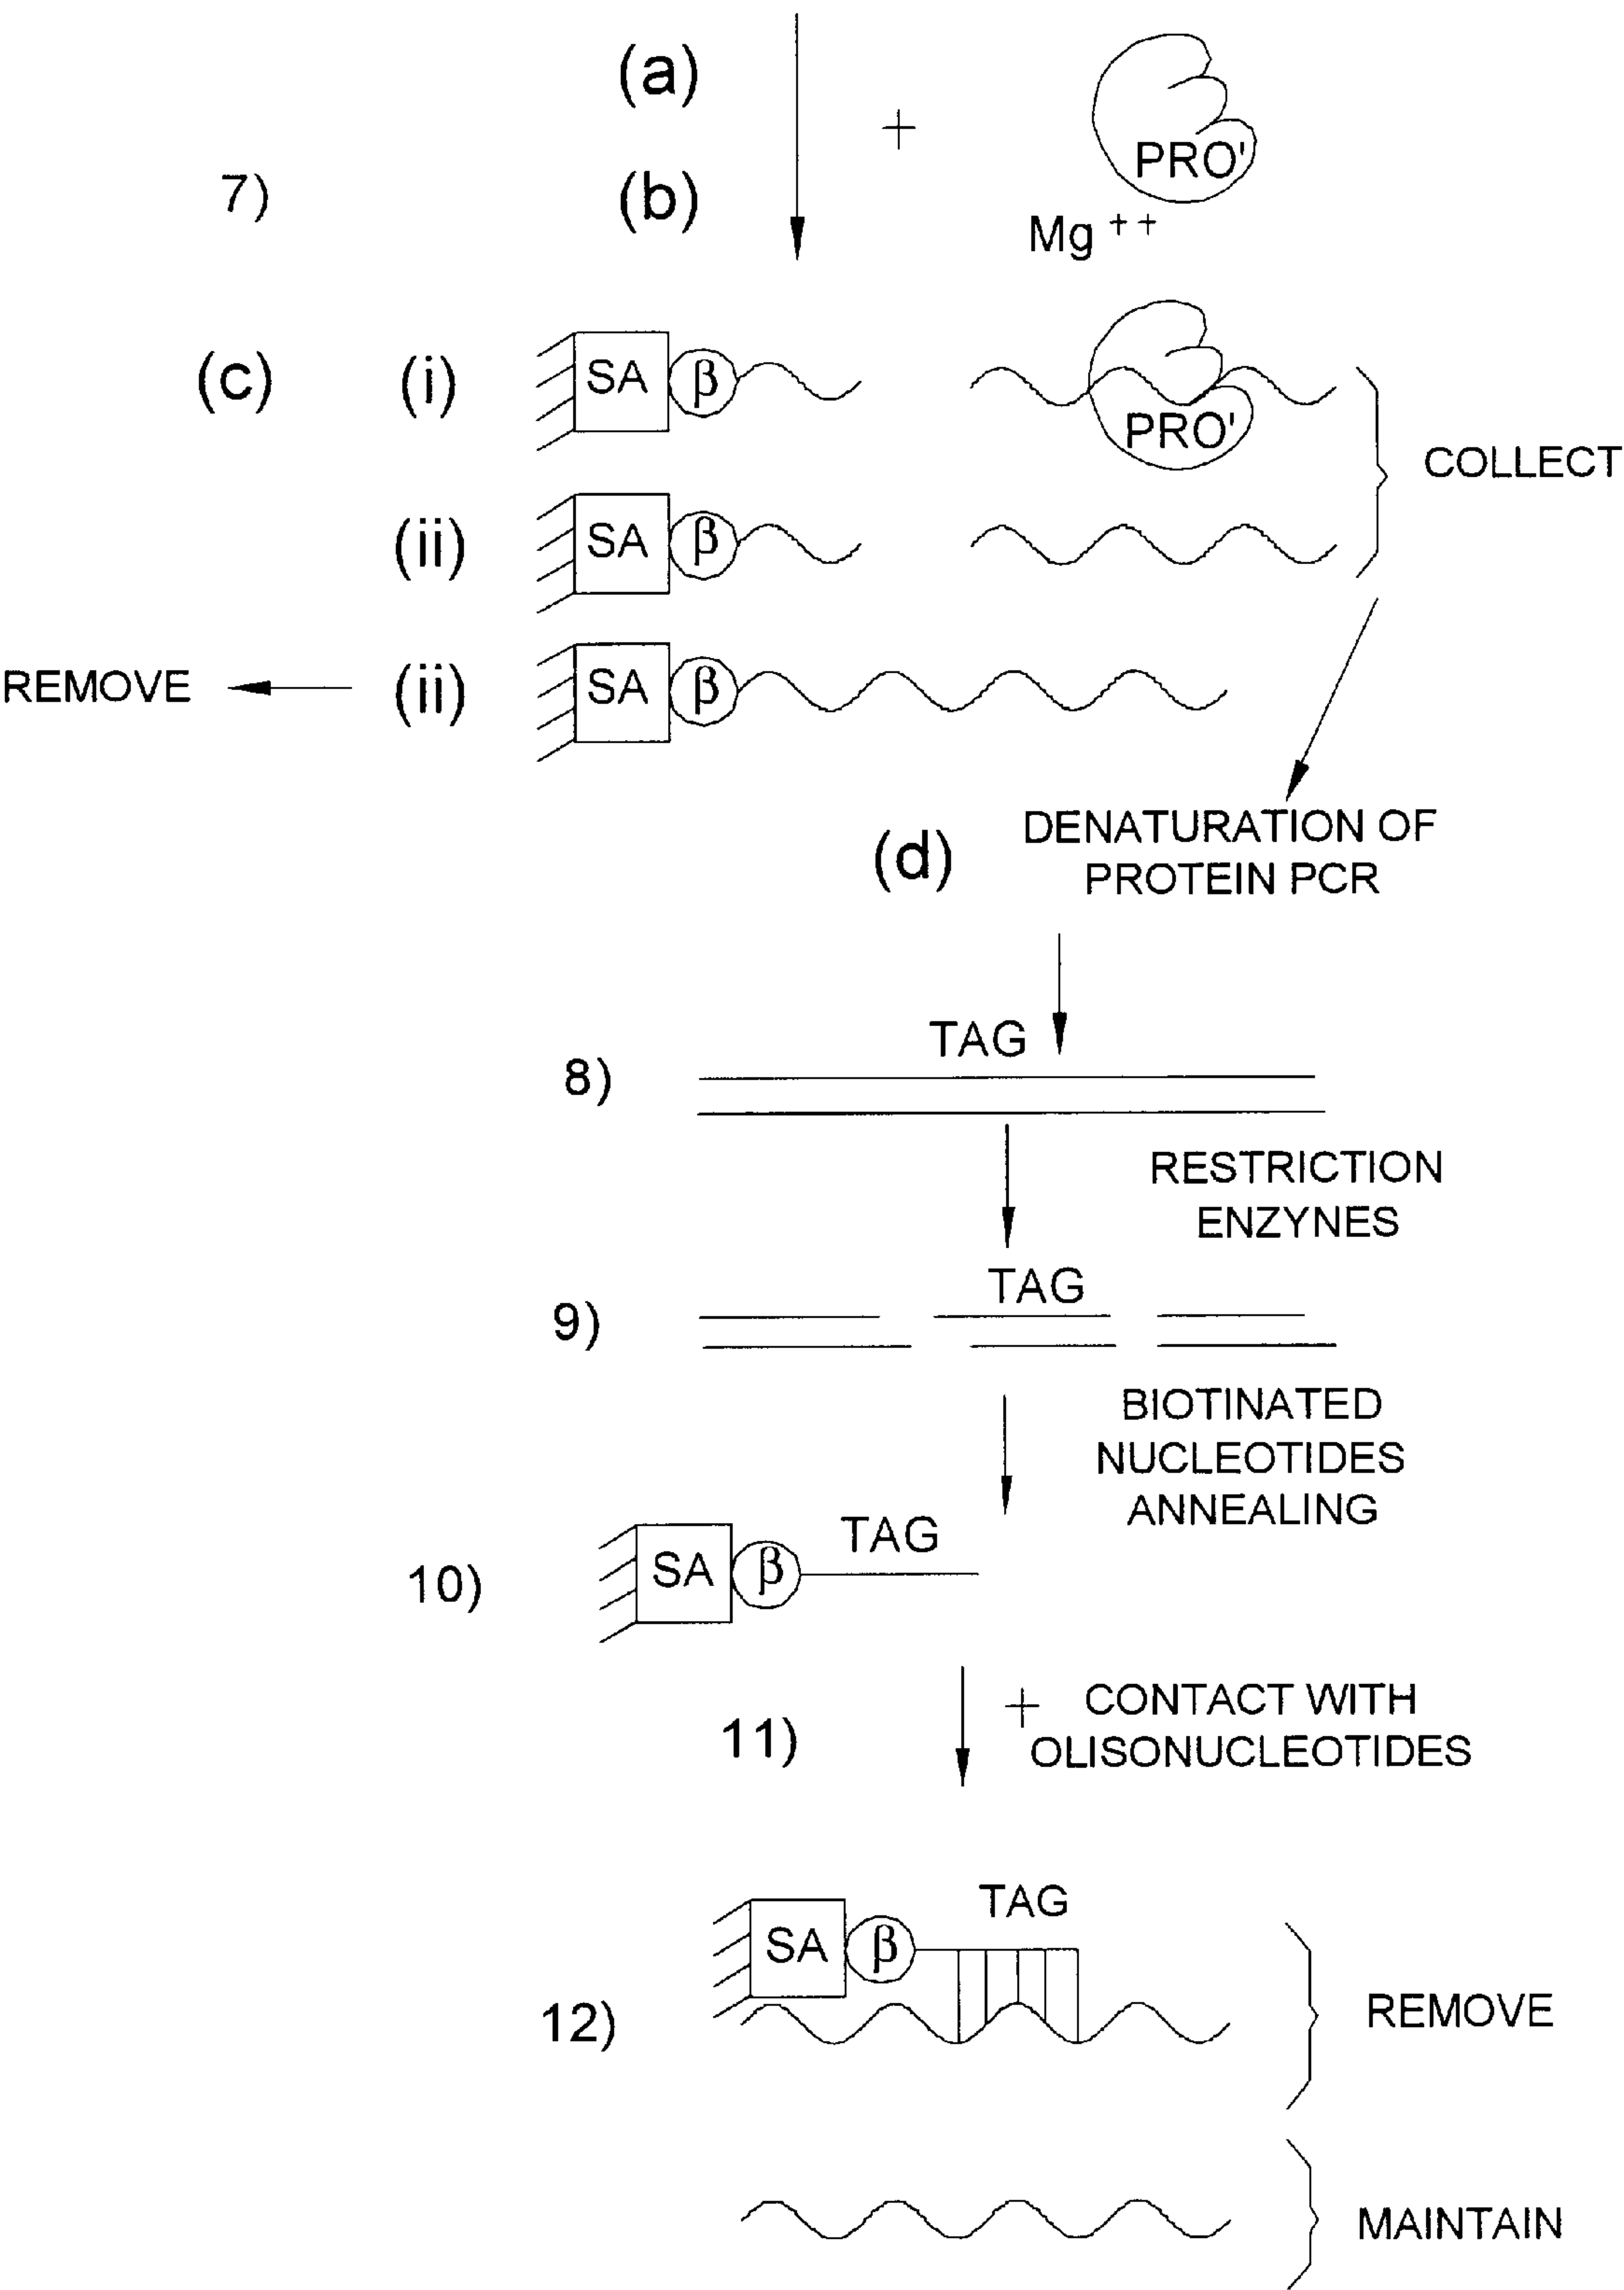 (a)
+
PRO'
7)
(b)
Mg ++
(c) (i) SA β PRO'
COLLECT
(ii) SA β
REMOVE (ii) SA β
(d) DENATURATION OF
PROTEIN PCR
TAG
8)
RESTRICTION
ENZYNES
TAG
9)
BIOTINATED
NUCLEOTIDES
ANNEALING
TAG
10) SA β
11) + CONTACT WITH
OLISONUCLEOTIDES
TAG
SA β
12) REMOVE
MAINTAIN